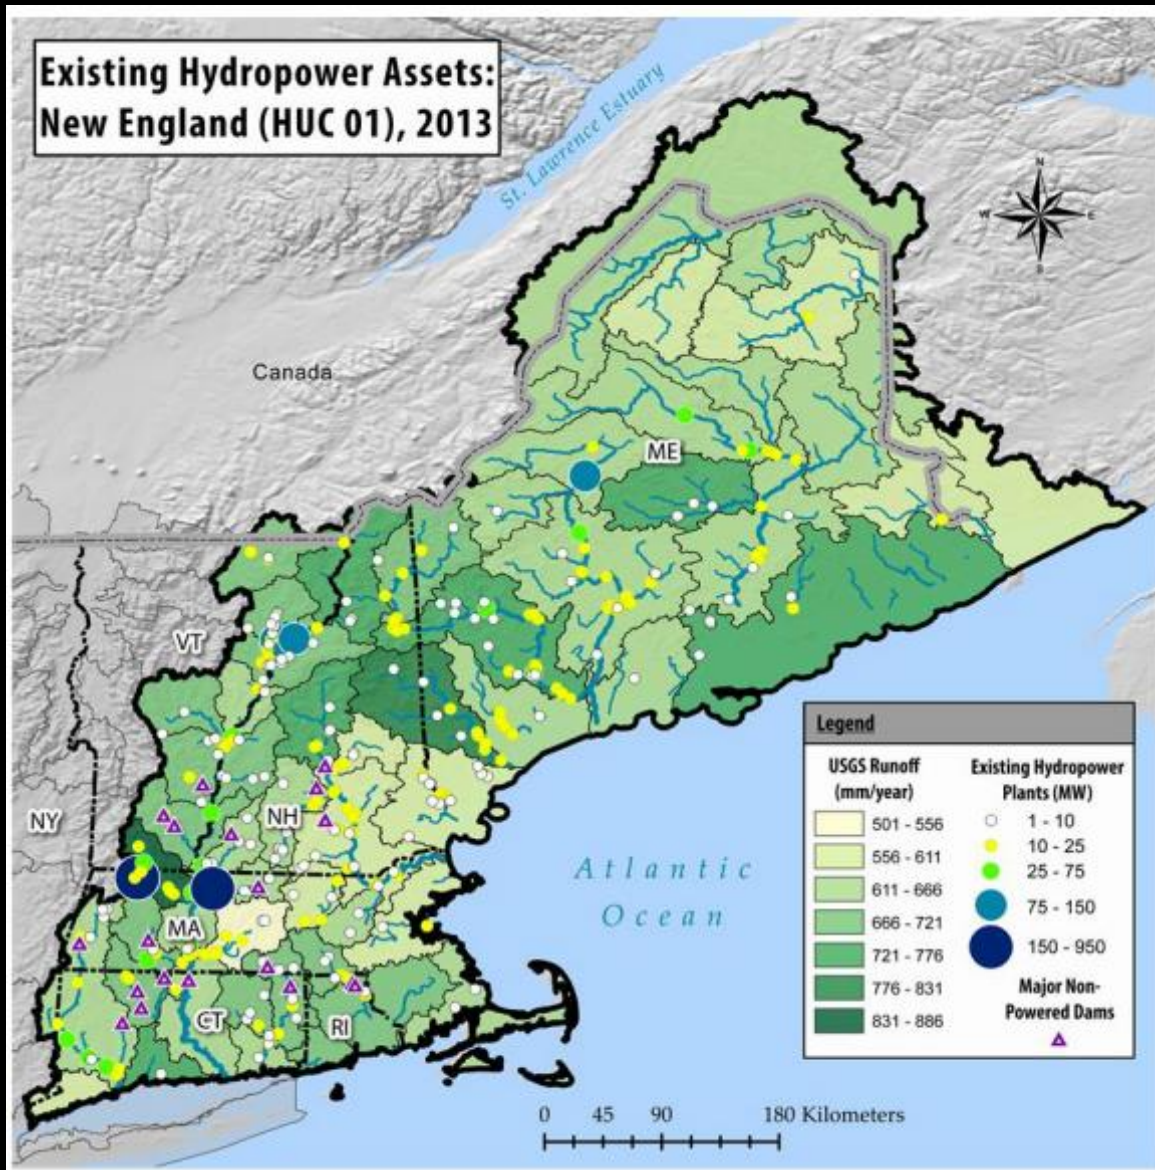 Existing Hydropower Assets:
New England (HUC 01), 2013
St. Lawrence Estuary
N
W
E
S
Canada
ME
VT
NY
NH
MA
CT
RI
Atlantic
Ocean
Legend
USGS Runoff
(mm/year)
501 - 556
556 - 611
611 - 666
666 - 721
721 - 776
776 - 831
831 - 886
Existing Hydropower
Plants (MW)
1 - 10
10 - 25
25 - 75
75 - 150
150 - 950
Major Non-
Powered Dams
0 45 90 180 Kilometers